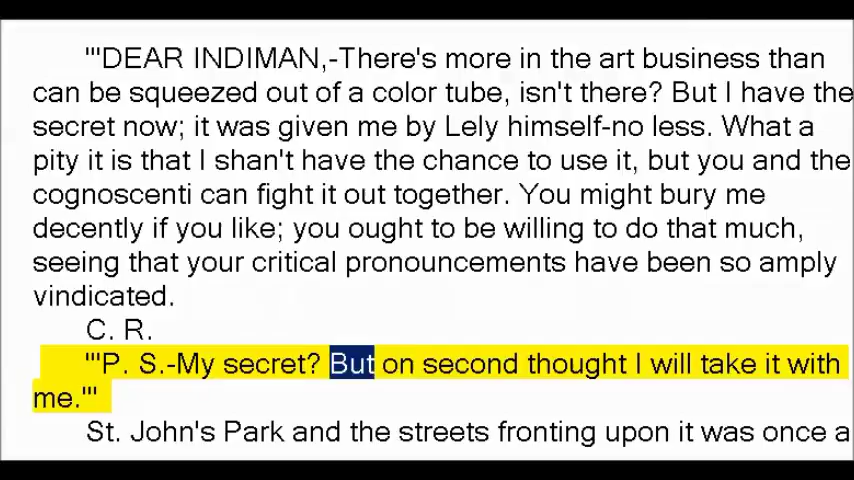 "'DEAR INDIMAN,-There's more in the art business than
can be squeezed out of a color tube, isn't there? But I have the
secret now; it was given me by Lely himself-no less. What a
pity it is that I shan't have the chance to use it, but you and the
cognoscenti can fight it out together. You might bury me
decently if you like; you ought to be willing to do that much,
seeing that your critical pronouncements have been so amply
vindicated.
C. R.
"'P. S.-My secret? But on second thought I will take it with
me.'"
St. John's Park and the streets fronting upon it was once a